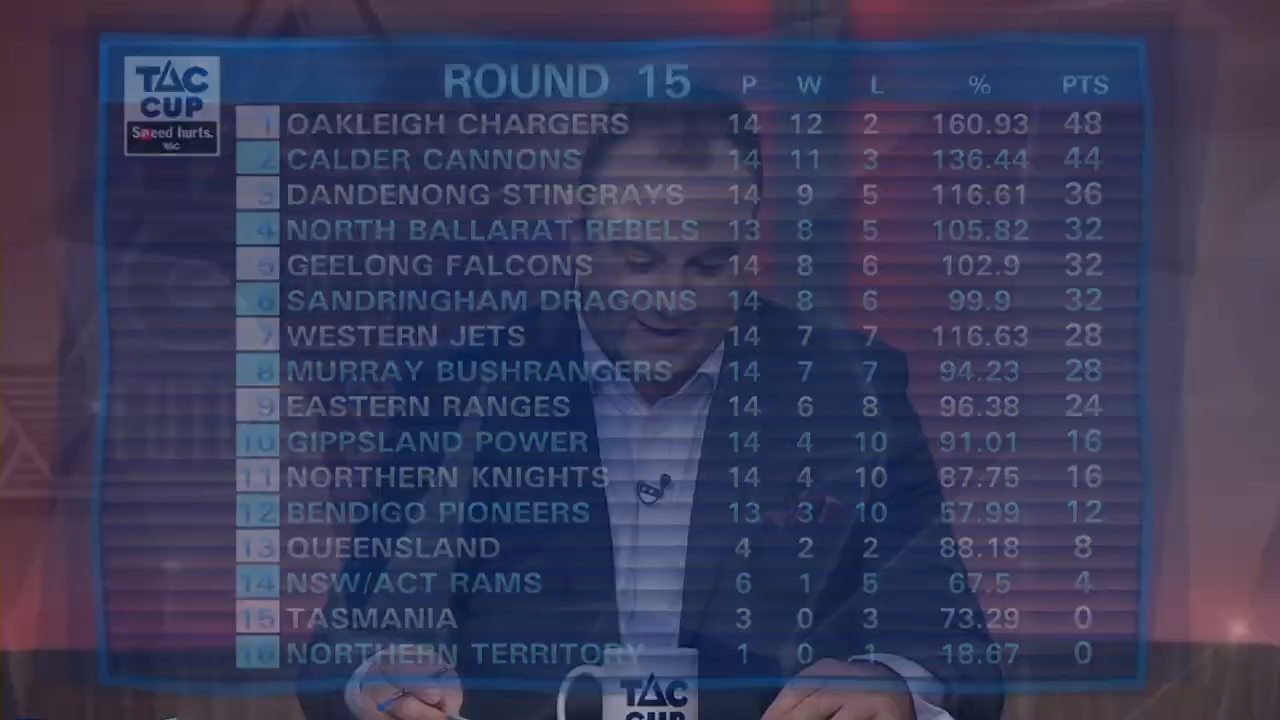 TAC
CUP
Speed hurts.
TAC
ROUND 15 P W L % PTS
1 OAKLEIGH CHARGERS 14 12 2 160.93 48
2 CALDER CANNONS 14 11 3 136.44 44
3 DANDENONG STINGRAYS 14 9 5 116.61 36
4 NORTH BALLARAT REBELS 13 8 5 105.82 32
5 GEELONG FALCONS 14 8 6 102.9 32
6 SANDRINGHAM DRAGONS 14 8 6 99.9 32
7 WESTERN JETS 14 7 7 116.63 28
8 MURRAY BUSHRANGERS 14 7 7 94.23 28
9 EASTERN RANGES 14 6 8 96.38 24
10 GIPPSLAND POWER 14 4 10 91.01 16
11 NORTHERN KNIGHTS 14 4 10 87.75 16
12 BENDIGO PIONEERS 13 3 10 57.99 12
13 QUEENSLAND 4 2 2 88.18 8
14 NSW/ACT RAMS 6 1 5 67.5 4
15 TASMANIA 3 0 3 73.29 0
16 NORTHERN TERRITORY 1 0 1 18.67 0
TAC
CUP